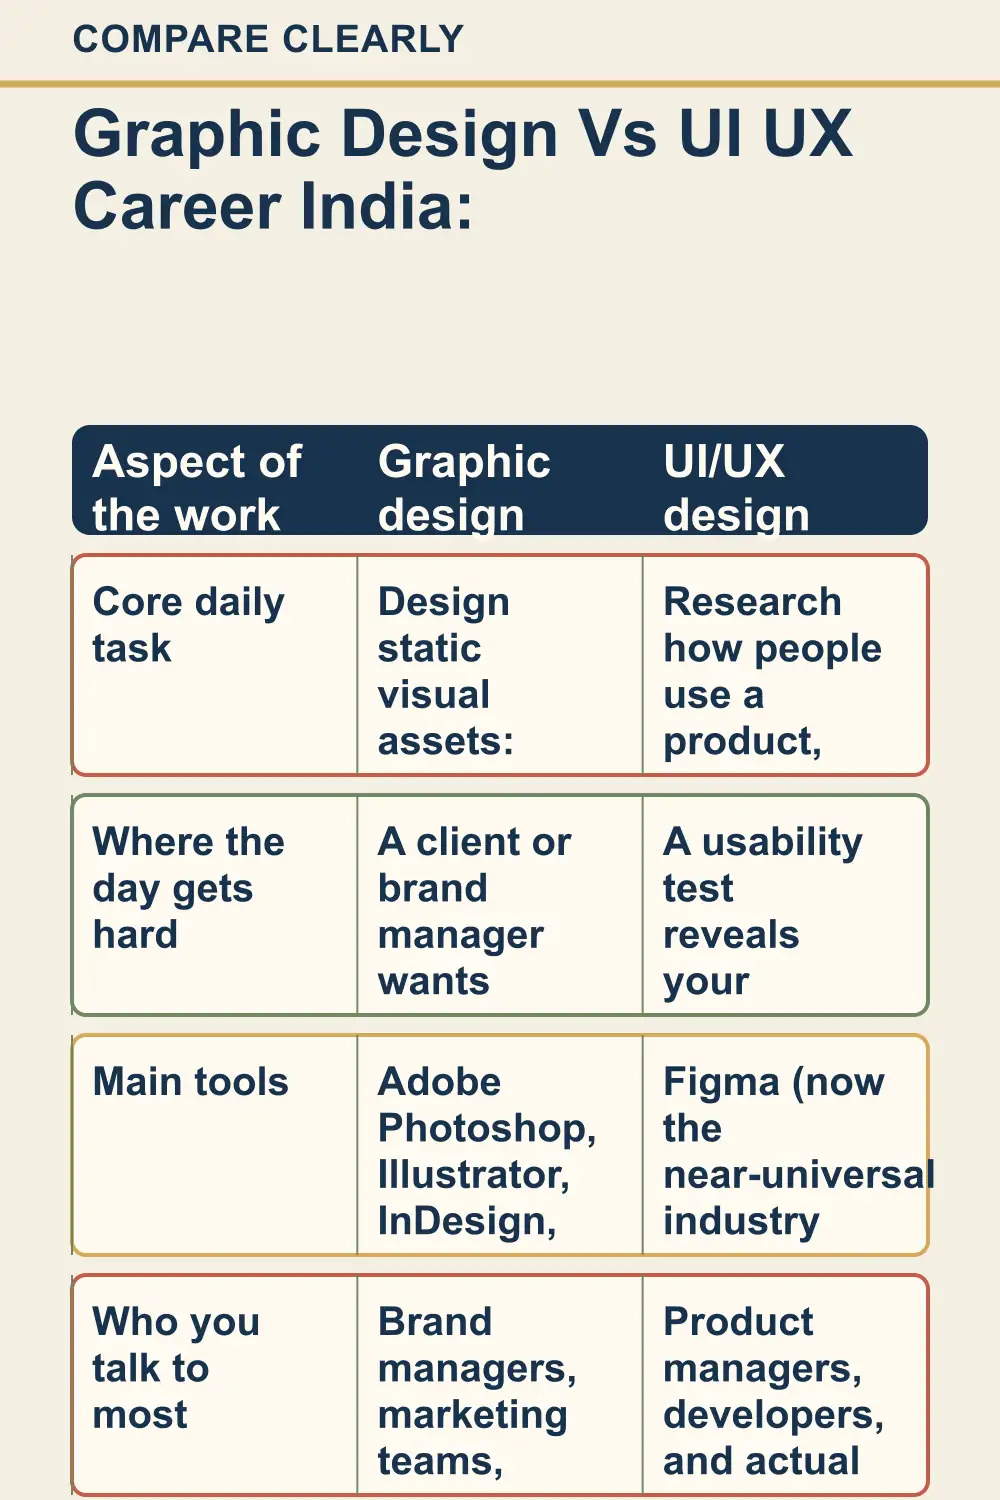 COMPARE CLEARLY
Graphic Design Vs UI UX
Career India:
Aspect of
the work
Graphic
design
UI/UX
design
Core daily
task
Design
static
visual
assets:
Research
how people
use a
product,
Where the
day gets
hard
A client or
brand
manager
wants
A usability
test
reveals
your
Main tools
Adobe
Photoshop,
Illustrator,
InDesign,
Figma (now
the
near-universal
industry
Who you
talk to
most
Brand
managers,
marketing
teams,
Product
managers,
developers,
and actual